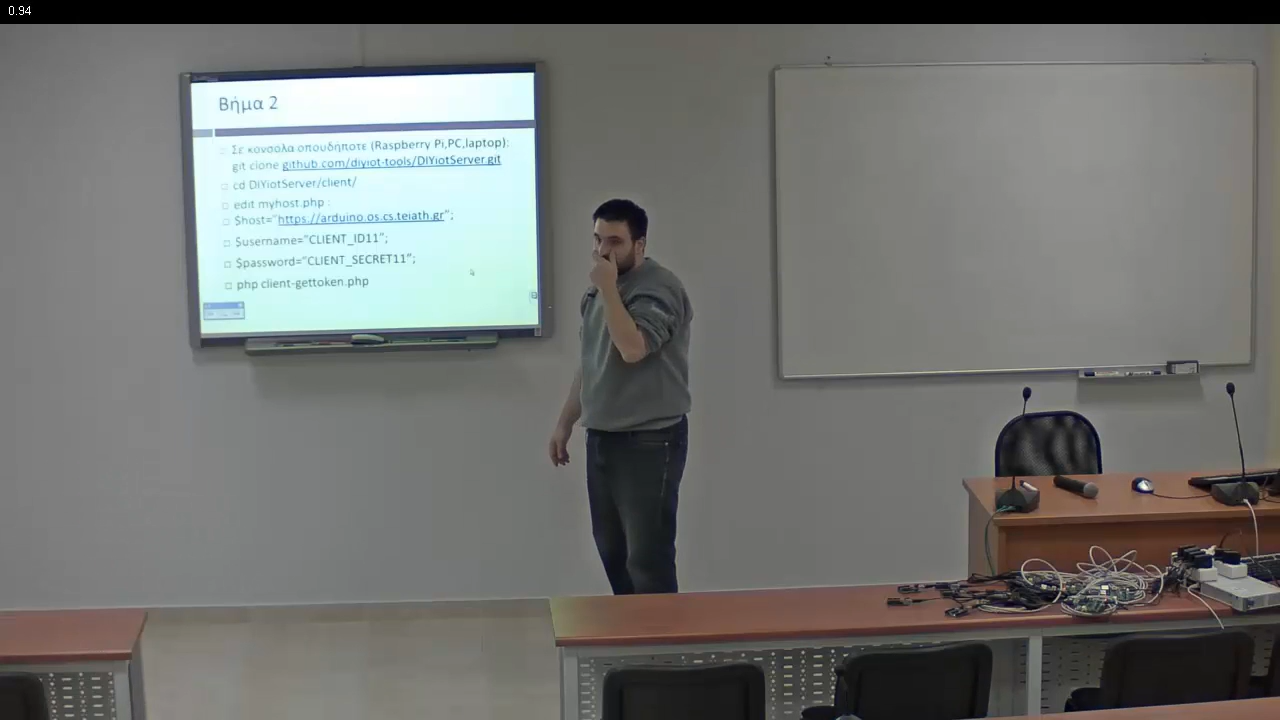 0.94
Βήμα 2
Σε κονσολα οπουδήποτε (Raspberry Pi,PC,laptop):
git clone github.com/diyiot-tools/DIYiotServer.git
cd DIYiotServer/client/
edit myhost.php :
$host="https://arduino.os.cs.teiath.gr";
$username="CLIENT_ID11";
$password="CLIENT_SECRET11";
php client-gettoken.php